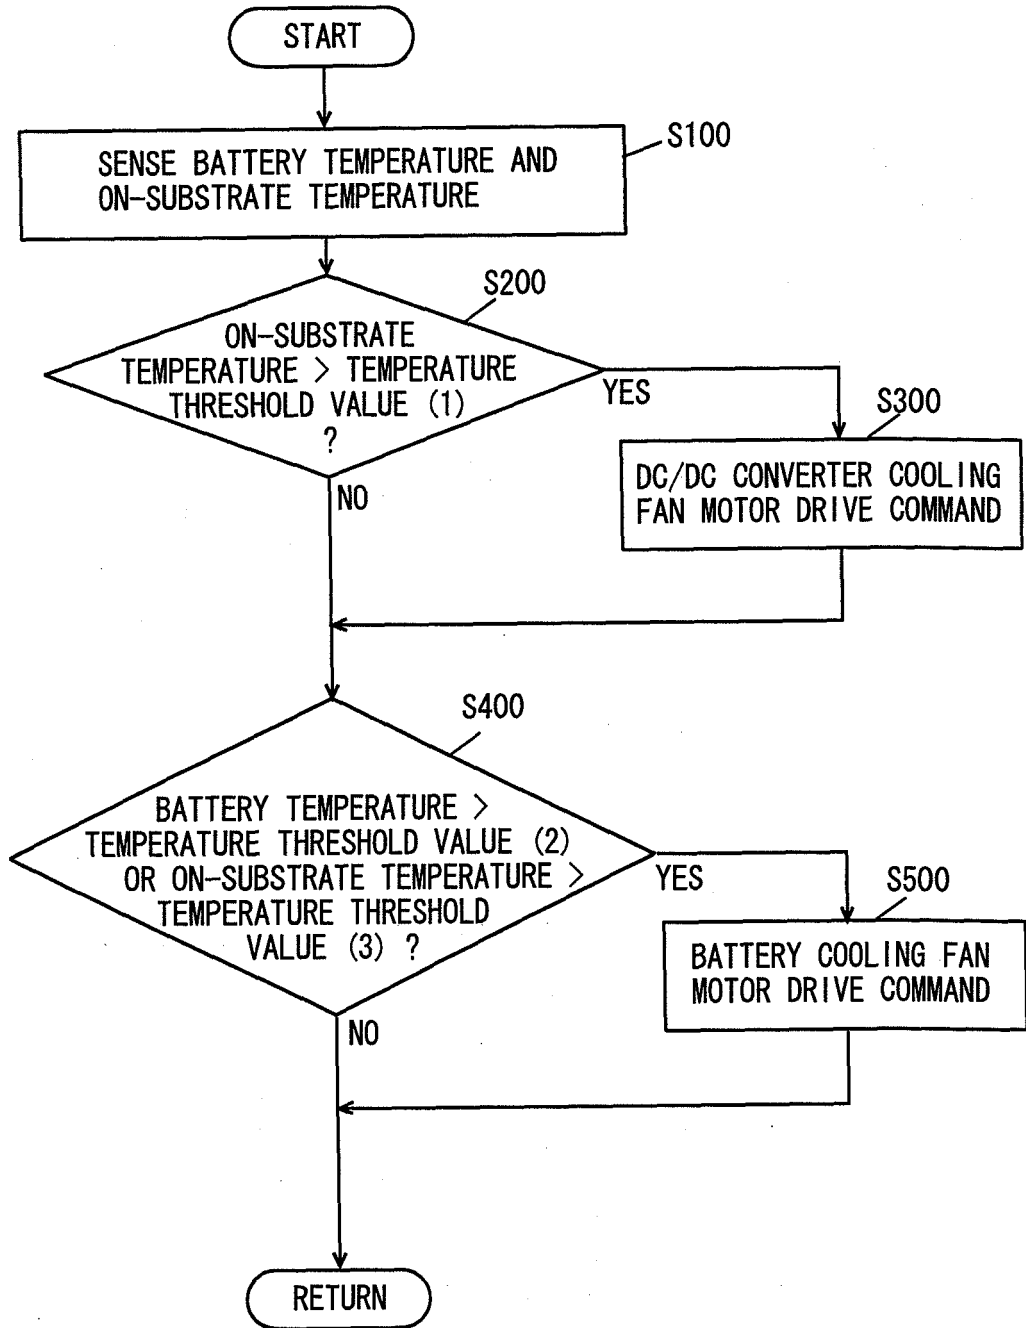 START
S100
SENSE BATTERY TEMPERATURE AND
ON-SUBSTRATE TEMPERATURE
S200
ON-SUBSTRATE
TEMPERATURE > TEMPERATURE
THRESHOLD VALUE (1)
?
YES
NO
S300
DC/DC CONVERTER COOLING
FAN MOTOR DRIVE COMMAND
S400
BATTERY TEMPERATURE >
TEMPERATURE THRESHOLD VALUE (2)
OR ON-SUBSTRATE TEMPERATURE >
TEMPERATURE THRESHOLD
VALUE (3) ?
YES
NO
S500
BATTERY COOLING FAN
MOTOR DRIVE COMMAND
RETURN